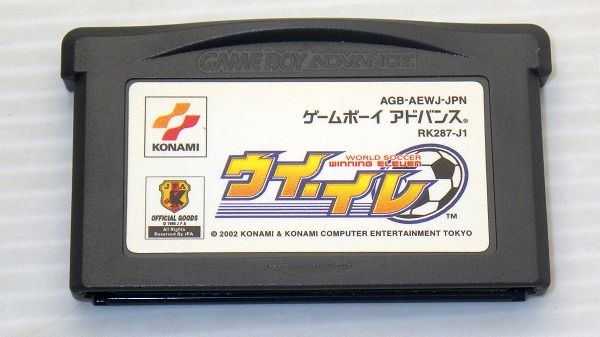 GAME BOY ADVANCE
AGB-AEWJ-JPN
ゲームボーイ アドバンス®
RK287-J1
KONAMI
WORLD SOCCER
WINNING ELEVEN
ウイ・イレ
TM
JFA
OFFICIAL GOODS
© 1996 J F A
All Rights
Reserved By JFA
© 2002 KONAMI & KONAMI COMPUTER ENTERTAINMENT TOKYO